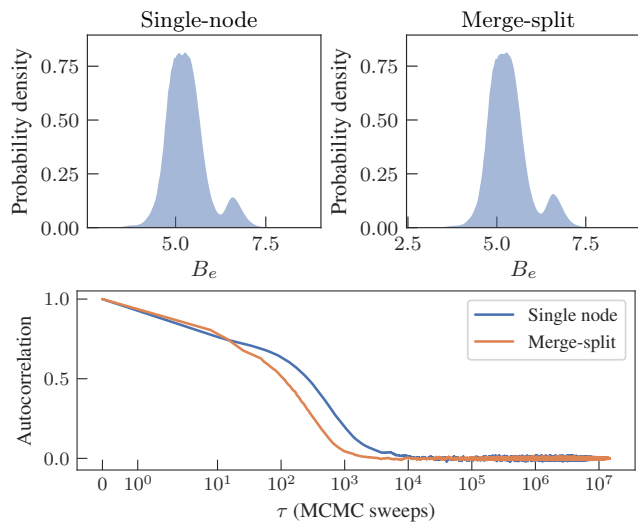 Single-node
Merge-split
Probability density
0.75
0.50
0.25
0.00
5.0
7.5
B_e
Probability density
0.75
0.50
0.25
0.00
2.5
5.0
7.5
B_e
Autocorrelation
1.0
0.5
0.0
Single node
Merge-split
0
10^0
10^1
10^2
10^3
10^4
10^5
10^6
10^7
τ (MCMC sweeps)